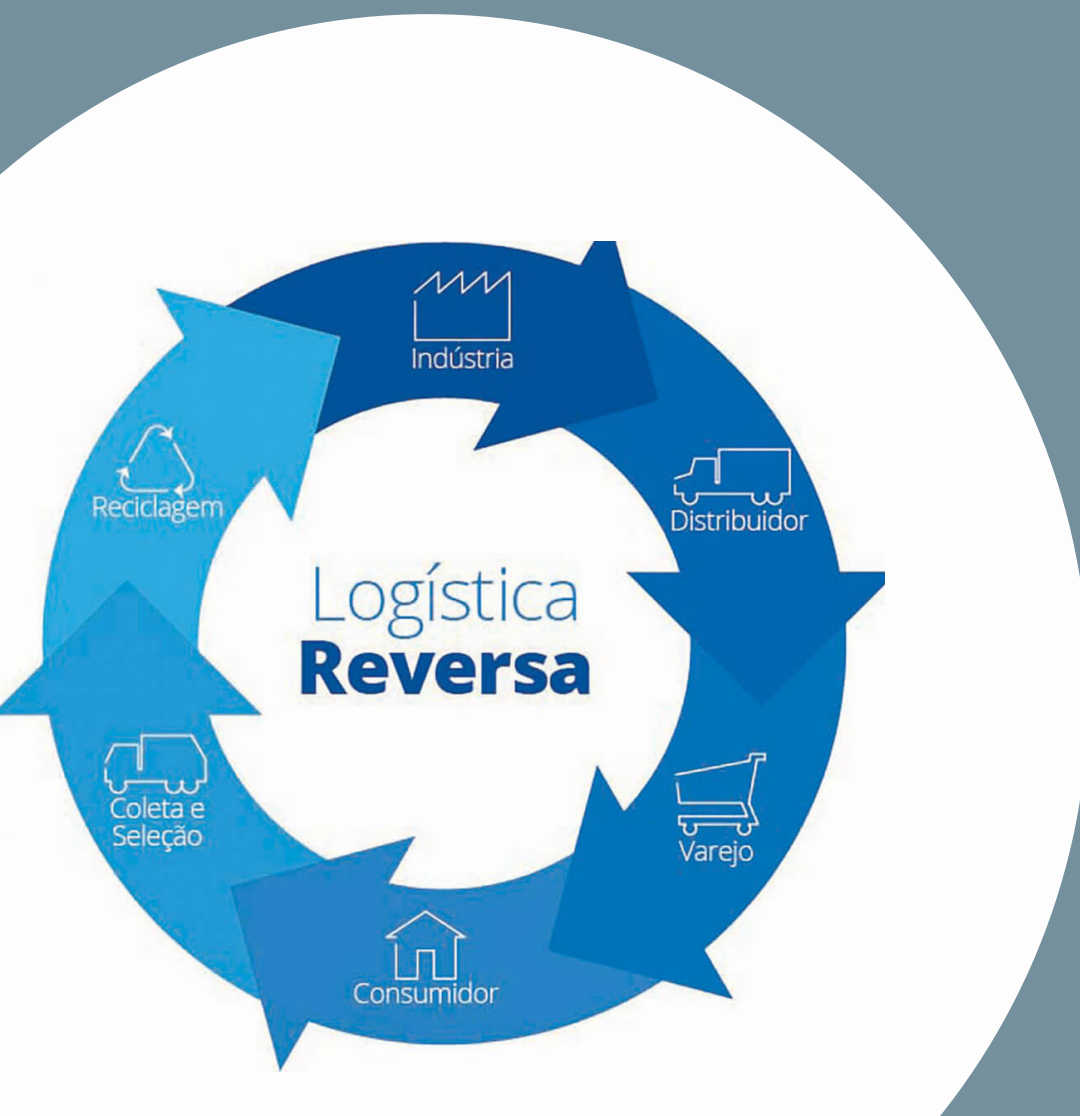 Indústria
Distribuidor
Varejo
Consumidor
Coleta e
Seleção
Reciclagem
Logística
Reversa